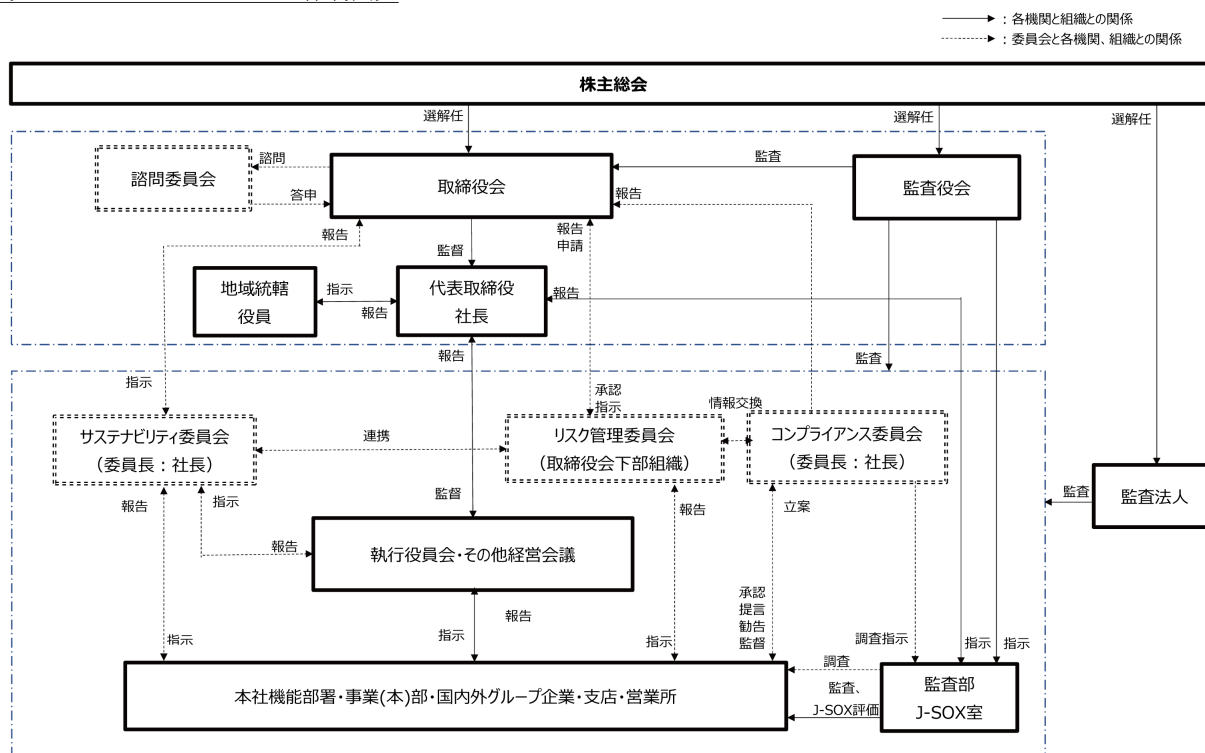 ：各機関と組織との関係
：委員会と各機関、組織との関係
株主総会
選解任
選解任
選解任
諮問委員会
諮問
答申
取締役会
監査
監査役会
報告
報告
報告
申請
監督
地域統轄
役員
指示
報告
代表取締役
社長
報告
報告
監査
指示
承認
指示
情報交換
サステナビリティ委員会
（委員長：社長）
連携
リスク管理委員会
（取締役会下部組織）
コンプライアンス委員会
（委員長：社長）
監査
監査法人
報告
指示
監督
報告
立案
報告
執行役員会・その他経営会議
報告
承認
提言
勧告
監督
指示
指示
指示
調査指示
指示
指示
本社機能部署・事業(本)部・国内外グループ企業・支店・営業所
調査
監査、
J-SOX評価
監査部
J-SOX室